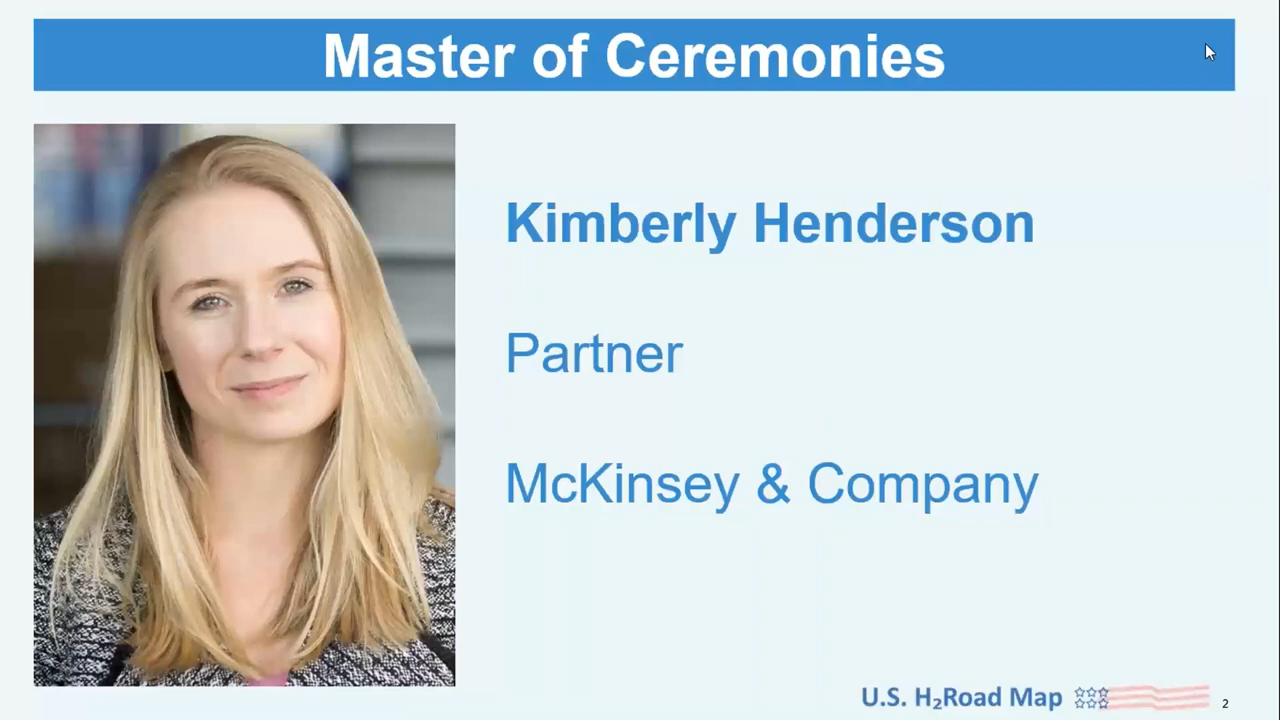 Master of Ceremonies
Kimberly Henderson
Partner
McKinsey & Company
U.S. H₂Road Map
2